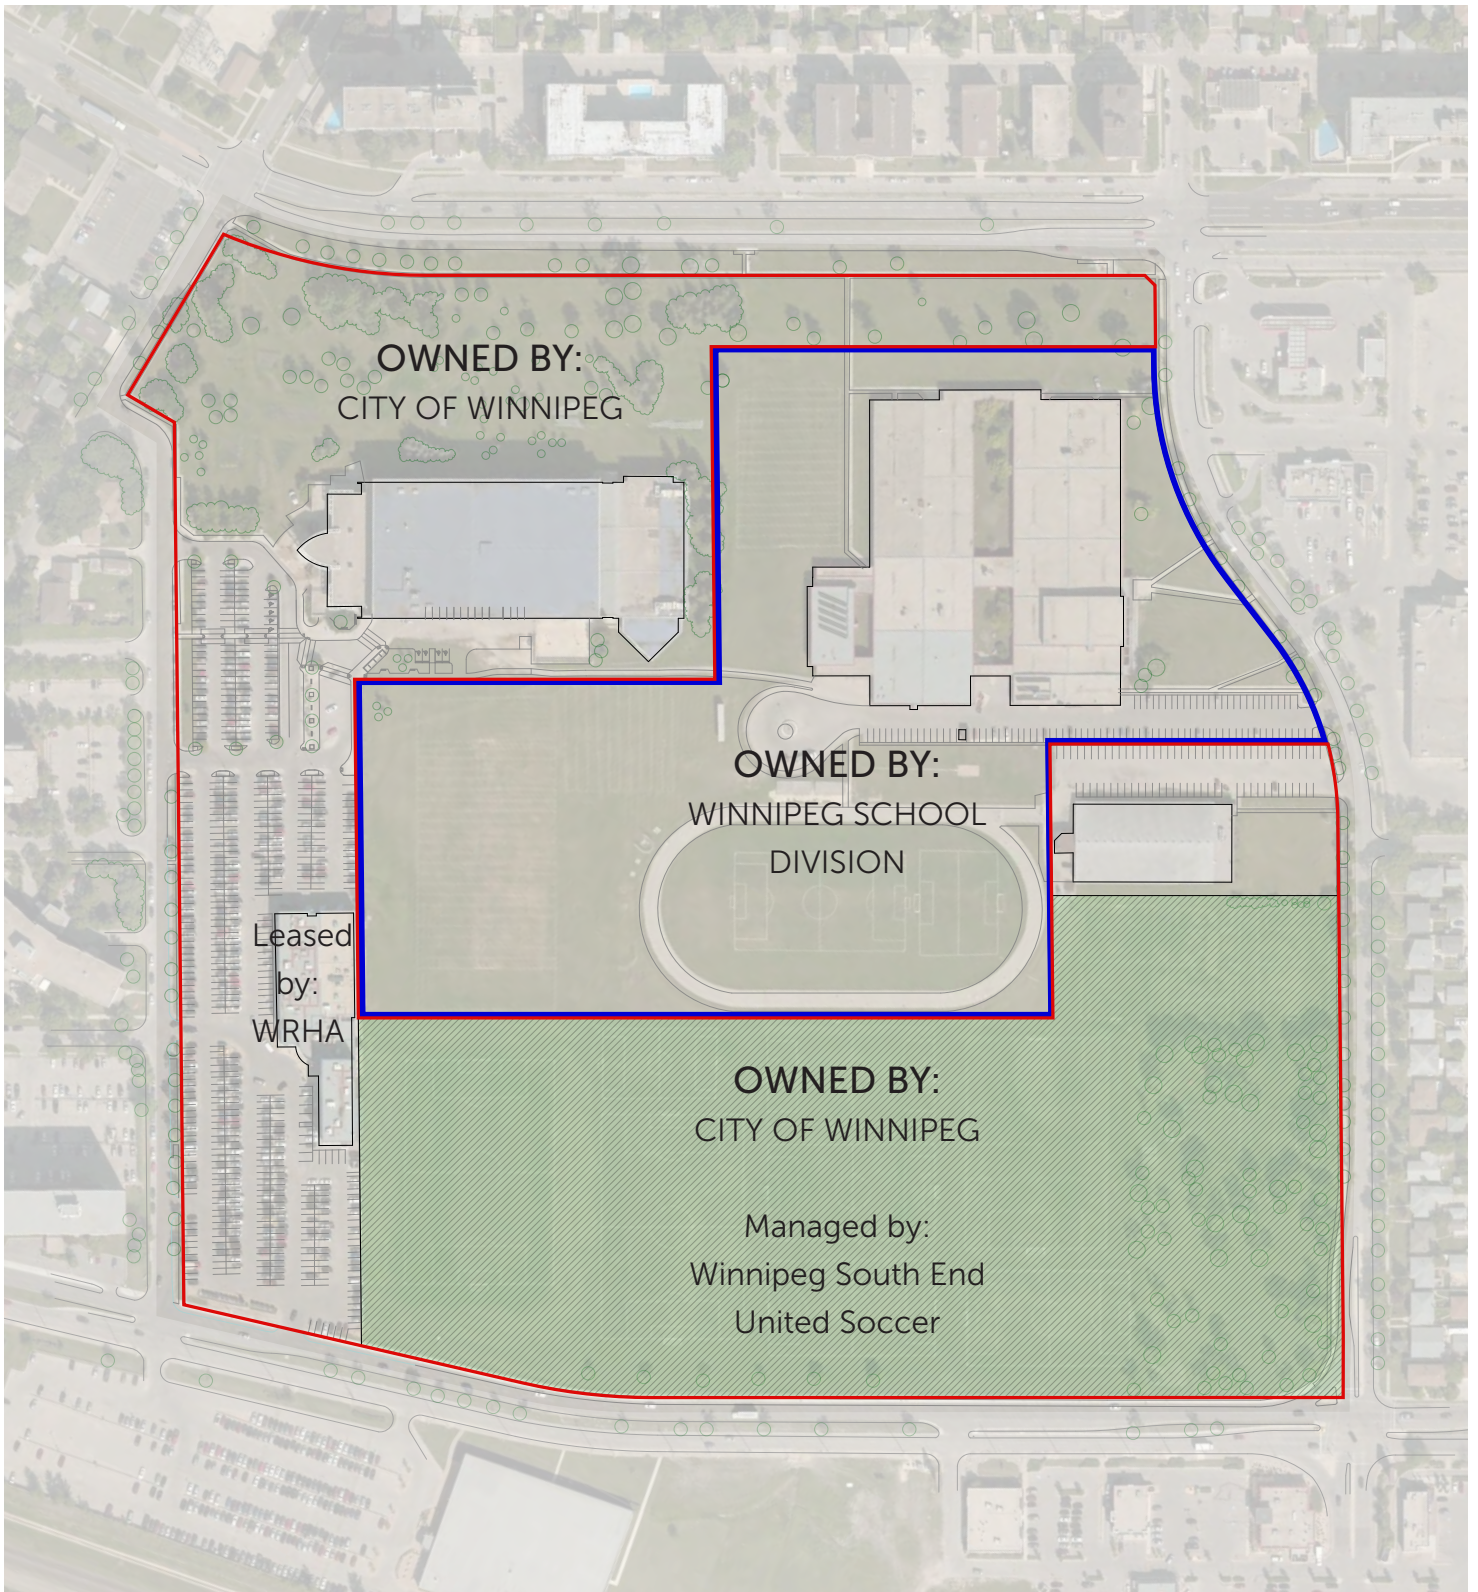 OWNED BY:
CITY OF WINNIPEG
OWNED BY:
WINNIPEG SCHOOL
DIVISION
Leased
by:
WRHA
OWNED BY:
CITY OF WINNIPEG
Managed by:
Winnipeg South End
United Soccer